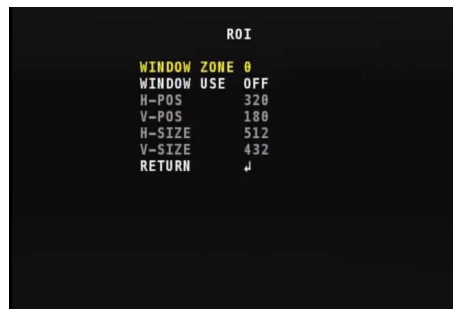 ROI
WINDOW ZONE 0
WINDOW USE OFF
H-POS 320
V-POS 180
H-SIZE 512
V-SIZE 432
RETURN ↲